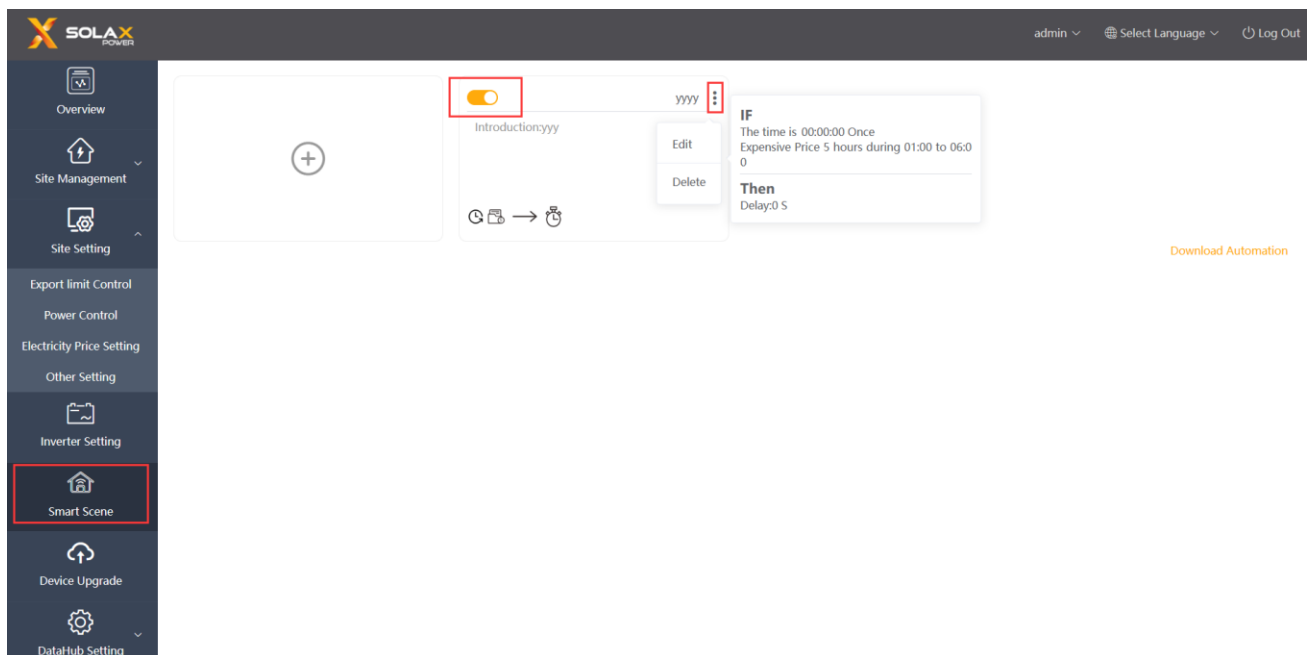 SOLAX
POWER
admin
Select Language
Log Out
Overview
Site Management
Site Setting
Export limit Control
Power Control
Electricity Price Setting
Other Setting
Inverter Setting
Smart Scene
Device Upgrade
DataHub Setting
yyyy
Introduction:yyy
Edit
Delete
IF
The time is 00:00:00 Once
Expensive Price 5 hours during 01:00 to 06:0
0
Then
Delay:0 S
Download Automation